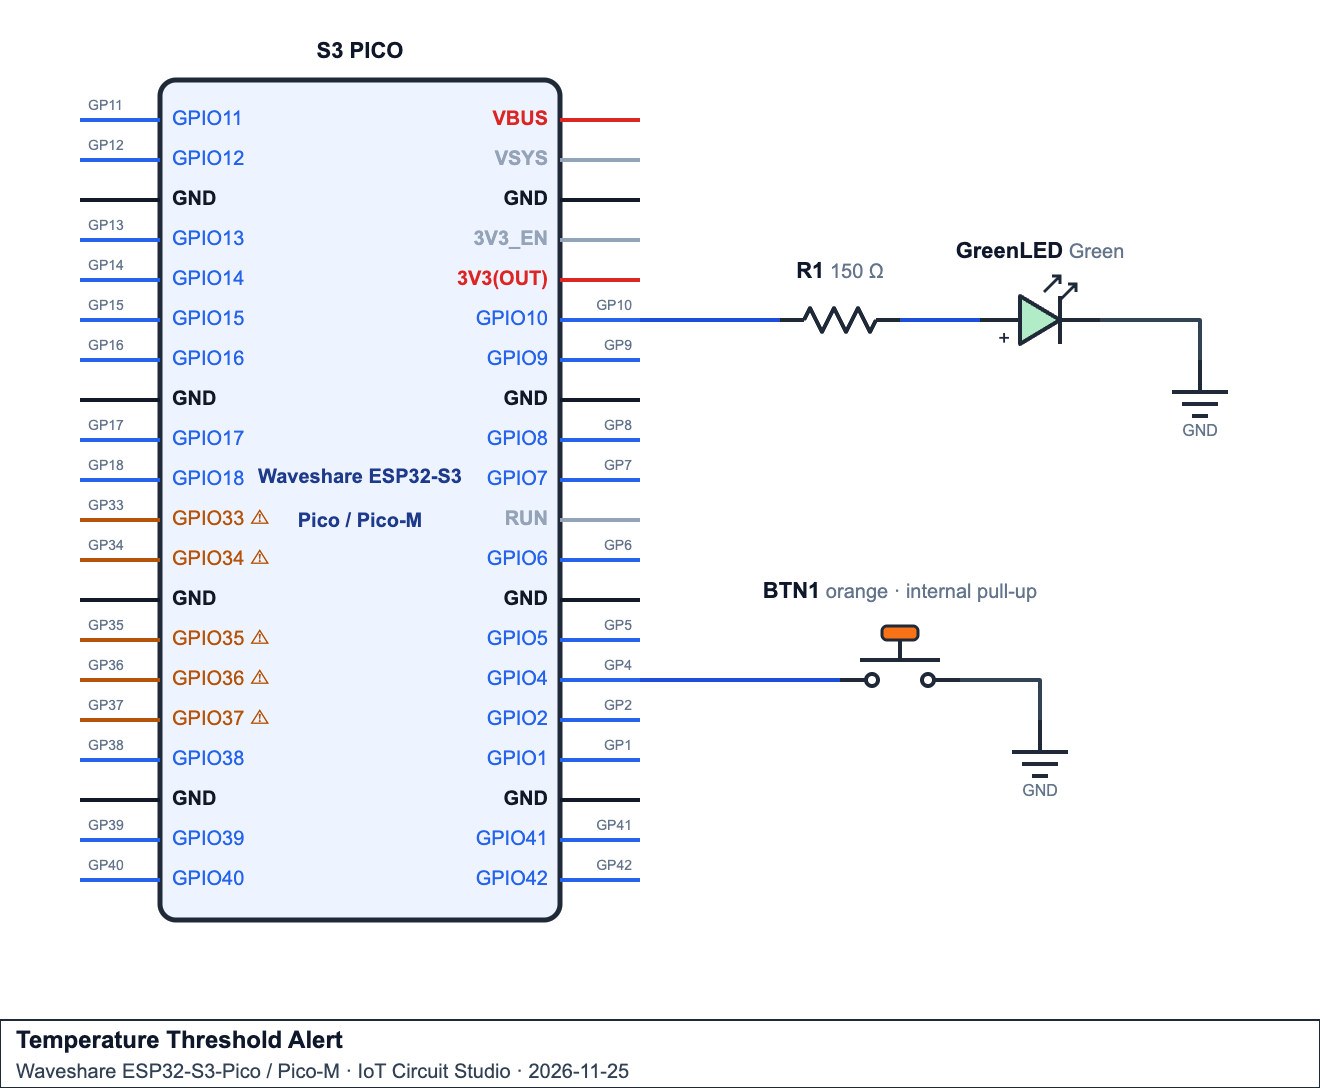 S3 PICO
GP11 GPIO11 VBUS
GP12 GPIO12 VSYS
GND GND
GP13 GPIO13 3V3_EN
GP14 GPIO14 3V3(OUT)
GP15 GPIO15 GPIO10 GP10
GP16 GPIO16 GPIO9 GP9
GND GND
GP17 GPIO17 GPIO8 GP8
GP18 GPIO18 GPIO7 GP7
GP33 GPIO33 ⚠ RUN
GP34 GPIO34 ⚠ GPIO6 GP6
GND GND
GP35 GPIO35 ⚠ GPIO5 GP5
GP36 GPIO36 ⚠ GPIO4 GP4
GP37 GPIO37 ⚠ GPIO2 GP2
GP38 GPIO38 GPIO1 GP1
GND GND
GP39 GPIO39 GPIO41 GP41
GP40 GPIO40 GPIO42 GP42
Waveshare ESP32-S3
Pico / Pico-M
R1 150 Ω
GreenLED Green
+
GND
BTN1 orange · internal pull-up
GND
Temperature Threshold Alert
Waveshare ESP32-S3-Pico / Pico-M · IoT Circuit Studio · 2026-11-25